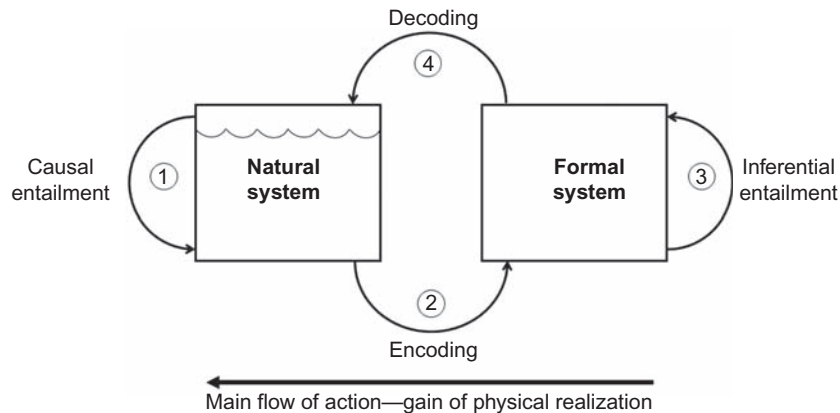 Decoding
4
Causal
entailment
1
Natural
system
Formal
system
3
Inferential
entailment
2
Encoding
Main flow of action—gain of physical realization